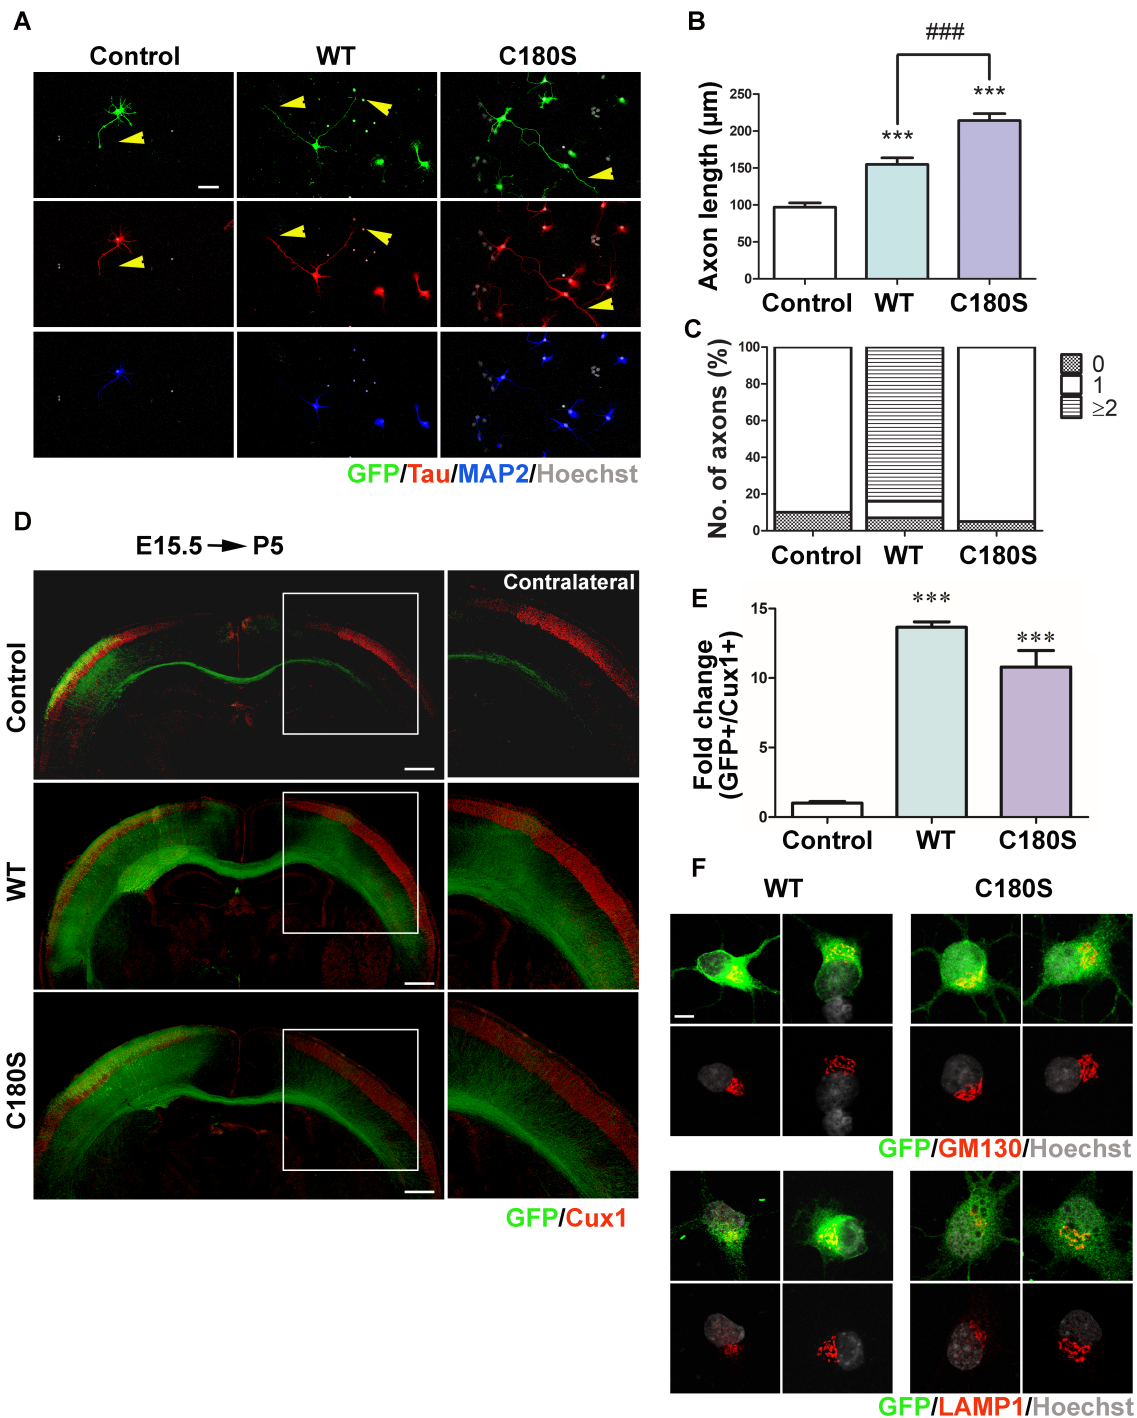 A
Control WT C180S
GFP/Tau/MAP2/Hoechst
B
###
***
***
Axon length (µm)
250
200
150
100
50
0
Control WT C180S
C
No. of axons (%)
100
80
60
40
20
0
Control WT C180S
0
1
≥2
D
E15.5 → P5
Contralateral
Control
WT
C180S
GFP/Cux1
E
***
***
Fold change
(GFP+/Cux1+)
15
10
5
0
Control WT C180S
F
WT C180S
GFP/GM130/Hoechst
GFP/LAMP1/Hoechst